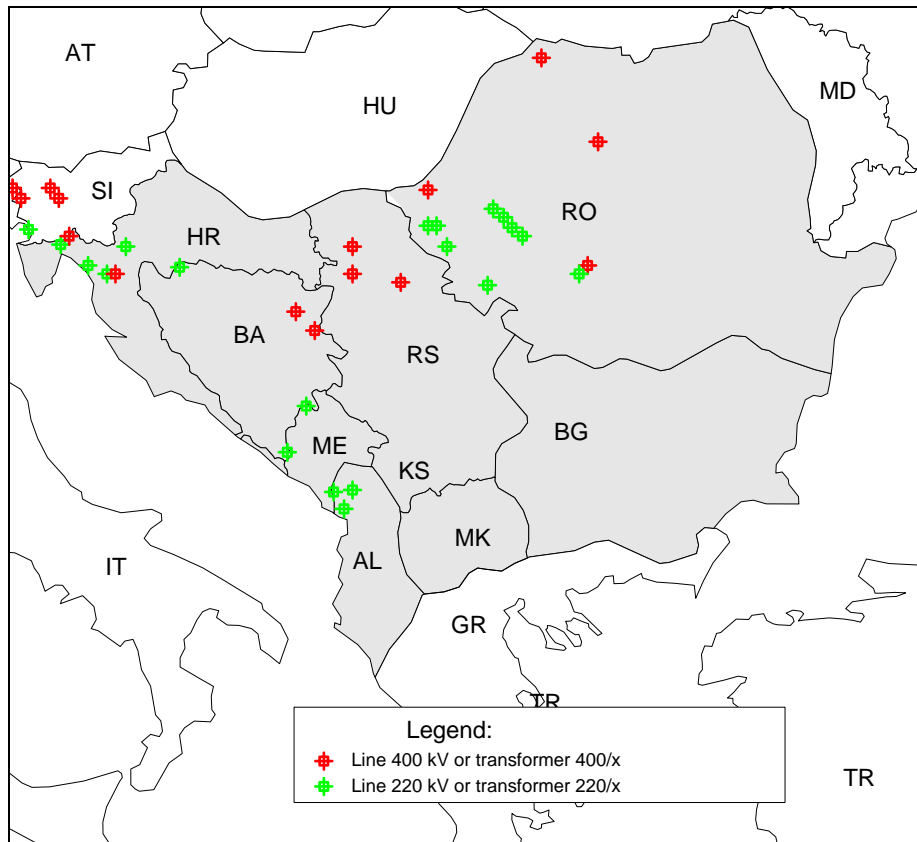 AT
MD
HU
SI
RO
HR
BA
RS
BG
ME
KS
MK
AL
IT
GR
TR
TR
Legend:
Line 400 kV or transformer 400/x
Line 220 kV or transformer 220/x